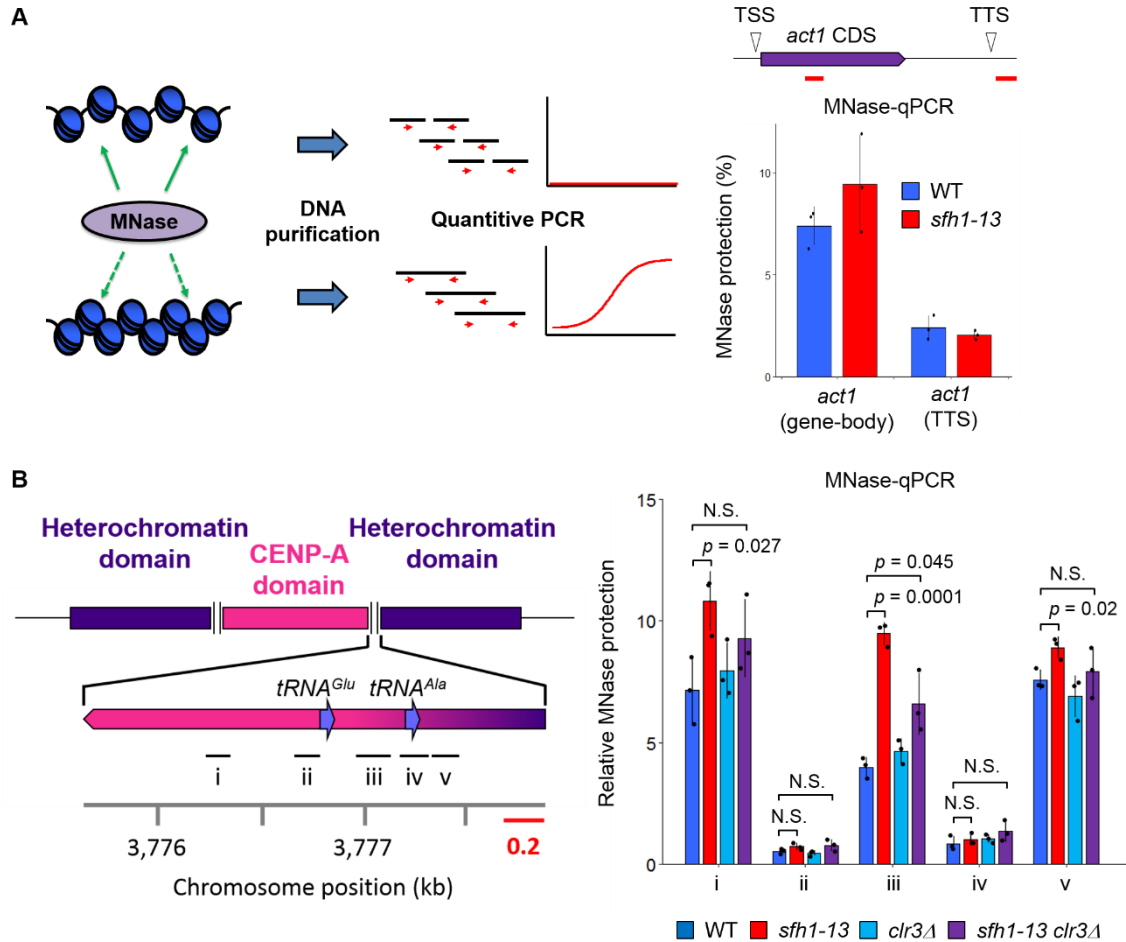 A
MNase
DNA
purification
Quantitive PCR
TSS
act1 CDS
TTS
MNase-qPCR
MNase protection (%)
10
5
0
WT
sfh1-13
act1
(gene-body)
act1
(TTS)
B
Heterochromatin
domain
CENP-A
domain
Heterochromatin
domain
tRNAGlu
tRNAAla
i
ii
iii
iv
v
3,776
3,777
0.2
Chromosome position (kb)
MNase-qPCR
Relative MNase protection
15
10
5
0
N.S.
p = 0.027
N.S.
N.S.
p = 0.045
p = 0.0001
N.S.
N.S.
N.S.
p = 0.02
i
ii
iii
iv
v
WT
sfh1-13
clr3Δ
sfh1-13 clr3Δ